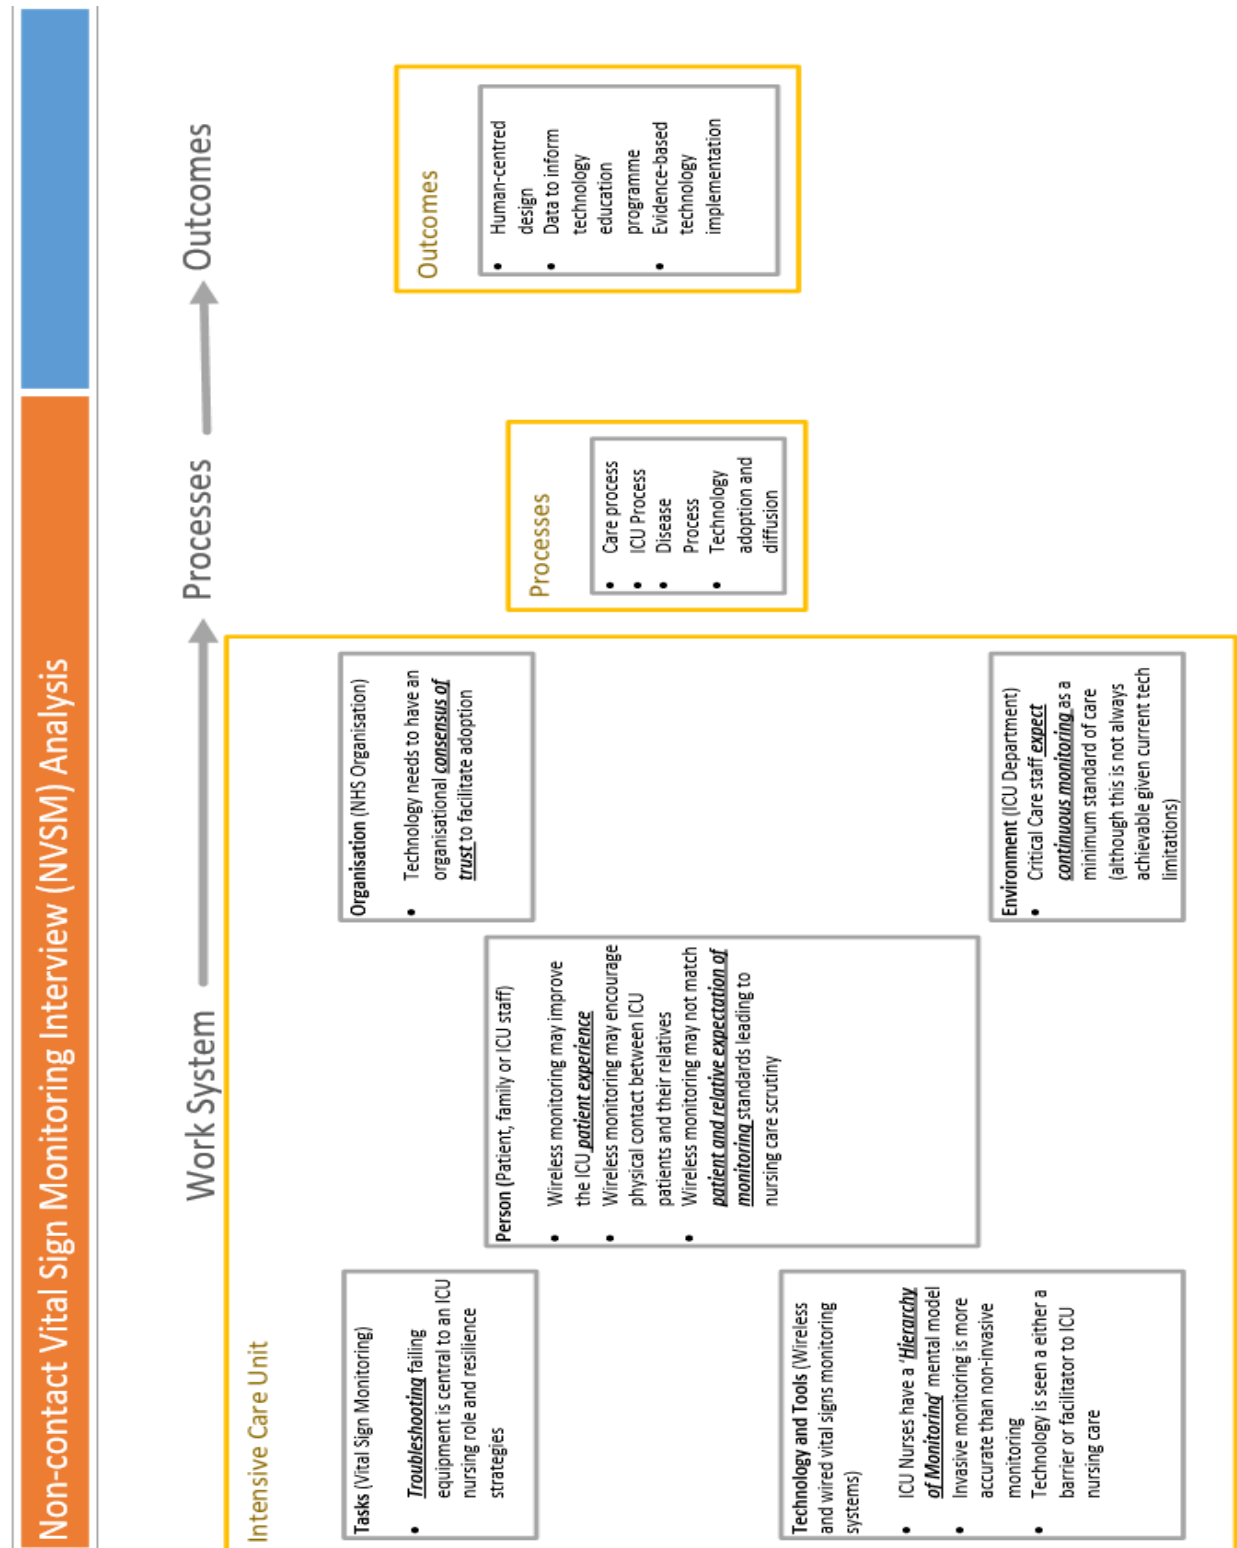 Non-contact Vital Sign Monitoring Interview (NVSM) Analysis
Work System
Processes
Outcomes
Intensive Care Unit
Tasks (Vital Sign Monitoring)
• Troubleshooting failing
equipment is central to an ICU
nursing role and resilience
strategies
Organisation (NHS Organisation)
• Technology needs to have an
organisational consensus of
trust to facilitate adoption
Person (Patient, family or ICU staff)
• Wireless monitoring may improve
the ICU patient experience
• Wireless monitoring may encourage
physical contact between ICU
patients and their relatives
• Wireless monitoring may not match
patient and relative expectation of
monitoring standards leading to
nursing care scrutiny
Technology and Tools (Wireless
and wired vital signs monitoring
systems)
• ICU Nurses have a 'Hierarchy
of Monitoring' mental model
• Invasive monitoring is more
accurate than non-invasive
monitoring
• Technology is seen a either a
barrier or facilitator to ICU
nursing care
Environment (ICU Department)
• Critical Care staff expect
continuous monitoring as a
minimum standard of care
(although this is not always
achievable given current tech
limitations)
Processes
• Care process
• ICU Process
• Disease
Process
• Technology
adoption and
diffusion
Outcomes
• Human-centred
design
• Data to inform
technology
education
programme
• Evidence-based
technology
implementation